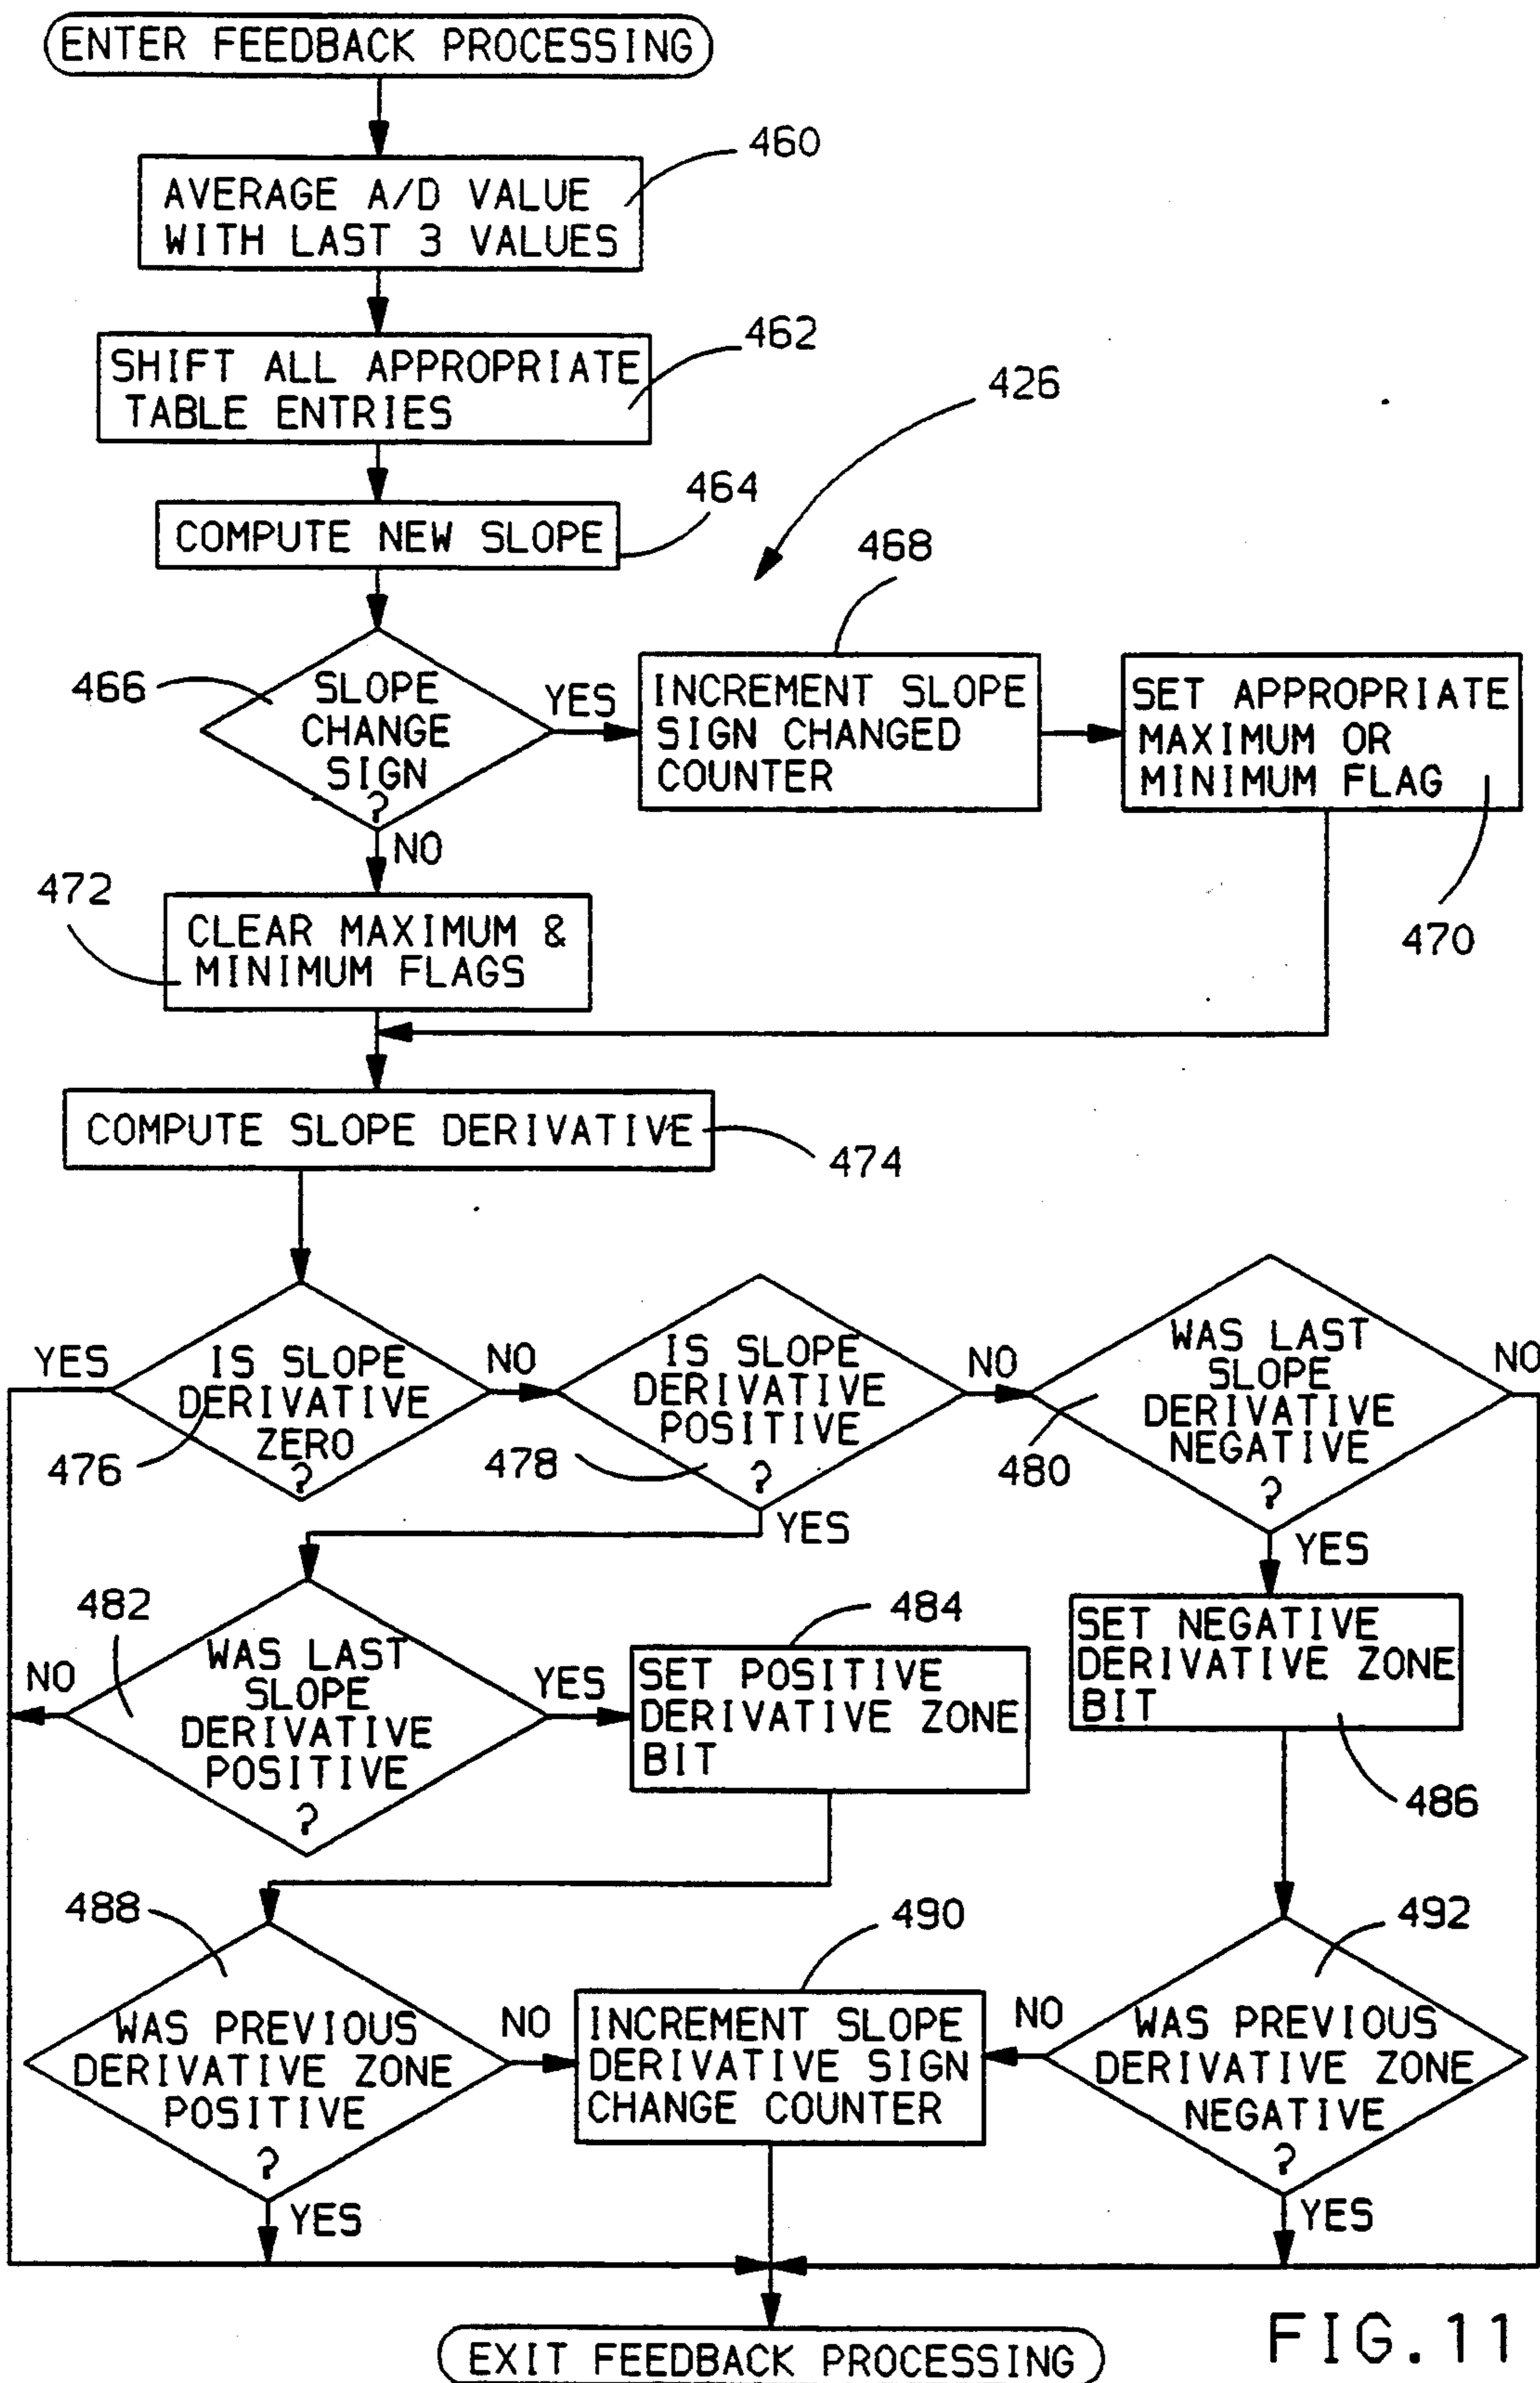 ENTER FEEDBACK PROCESSING
460
AVERAGE A/D VALUE
WITH LAST 3 VALUES
462
SHIFT ALL APPROPRIATE
TABLE ENTRIES
426
464
COMPUTE NEW SLOPE
468
466
SLOPE
CHANGE
SIGN
?
YES
INCREMENT SLOPE
SIGN CHANGED
COUNTER
SET APPROPRIATE
MAXIMUM OR
MINIMUM FLAG
NO
470
472
CLEAR MAXIMUM &
MINIMUM FLAGS
COMPUTE SLOPE DERIVATIVE
474
YES
IS SLOPE
DERIVATIVE
ZERO
?
476
NO
IS SLOPE
DERIVATIVE
POSITIVE
?
478
NO
WAS LAST
SLOPE
DERIVATIVE
NEGATIVE
?
480
NO
YES
YES
482
NO
WAS LAST
SLOPE
DERIVATIVE
POSITIVE
?
YES
484
SET POSITIVE
DERIVATIVE ZONE
BIT
SET NEGATIVE
DERIVATIVE ZONE
BIT
486
488
WAS PREVIOUS
DERIVATIVE ZONE
POSITIVE
?
NO
490
INCREMENT SLOPE
DERIVATIVE SIGN
CHANGE COUNTER
NO
492
WAS PREVIOUS
DERIVATIVE ZONE
NEGATIVE
?
YES
YES
EXIT FEEDBACK PROCESSING
FIG.11